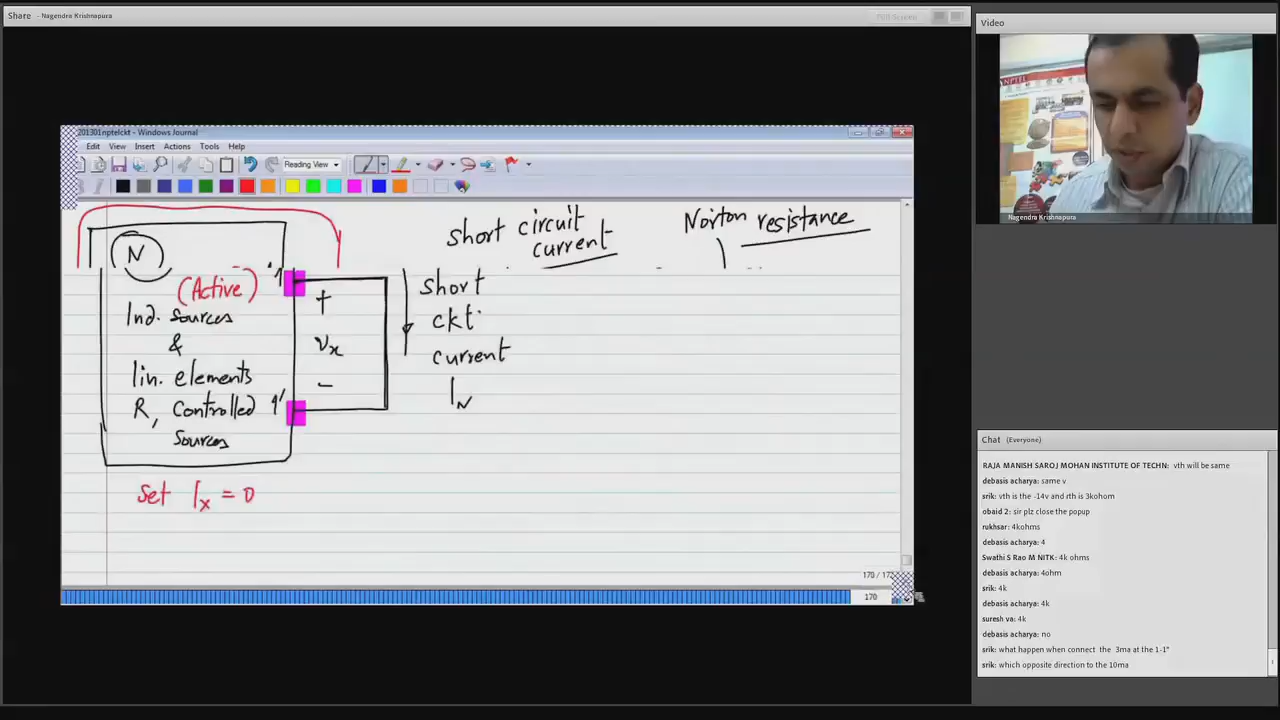 Share - Nagendra Krishnapura
Full Screen
Video
201301nptelckt - Windows Journal
Edit View Insert Actions Tools Help
Reading View
short circuit
current
Norton resistance
N
(Active)
Ind. sources
&
lin. elements
R, Controlled
Sources
1
1'
+
vx
-
short
ckt
current
IN
Set Ix = 0
170 / 172
170
Nagendra Krishnapura
Chat (Everyone)
RAJA MANISH SAROJ MOHAN INSTITUTE OF TECHN: vth will be same
debasis acharya: same v
srik: vth is the -14v and rth is 3kohom
obaid 2: sir plz close the popup
rukhsar: 4kohms
debasis acharya: 4
Swathi S Rao M NITK: 4k ohms
debasis acharya: 4ohm
srik: 4k
debasis acharya: 4k
suresh va: 4k
debasis acharya: no
srik: what happen when connect the 3ma at the 1-1"
srik: which opposite direction to the 10ma